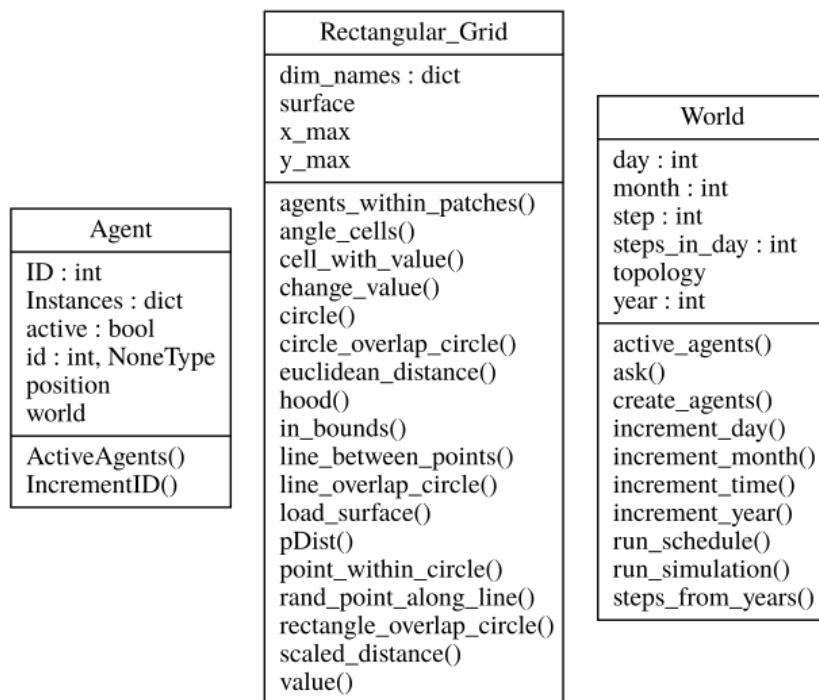 Agent
ID : int
Instances : dict
active : bool
id : int, NoneType
position
world
ActiveAgents()
IncrementID()
Rectangular_Grid
dim_names : dict
surface
x_max
y_max
agents_within_patches()
angle_cells()
cell_with_value()
change_value()
circle()
circle_overlap_circle()
euclidean_distance()
hood()
in_bounds()
line_between_points()
line_overlap_circle()
load_surface()
pDist()
point_within_circle()
rand_point_along_line()
rectangle_overlap_circle()
scaled_distance()
value()
World
day : int
month : int
step : int
steps_in_day : int
topology
year : int
active_agents()
ask()
create_agents()
increment_day()
increment_month()
increment_time()
increment_year()
run_schedule()
run_simulation()
steps_from_years()